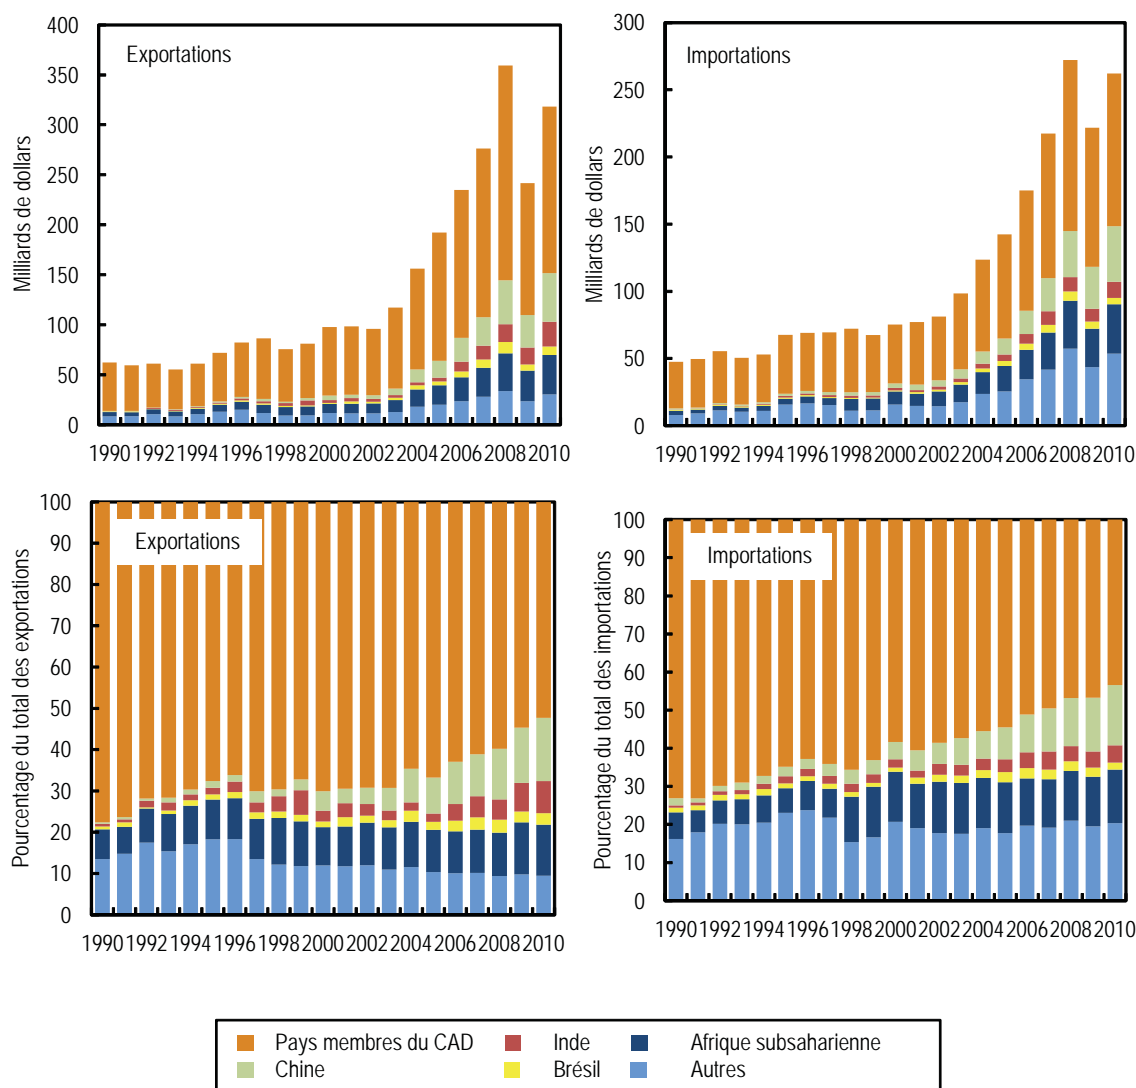 400
350
300
250
200
150
100
50
0
Milliards de dollars
Exportations
1990 1992 1994 1996 1998 2000 2002 2004 2006 2008 2010
300
250
200
150
100
50
0
Milliards de dollars
Importations
1990 1992 1994 1996 1998 2000 2002 2004 2006 2008 2010
100
90
80
70
60
50
40
30
20
10
0
Pourcentage du total des exportations
Exportations
1990 1992 1994 1996 1998 2000 2002 2004 2006 2008 2010
100
90
80
70
60
50
40
30
20
10
0
Pourcentage du total des importations
Importations
1990 1992 1994 1996 1998 2000 2002 2004 2006 2008 2010
Pays membres du CAD Inde Afrique subsaharienne
Chine Brésil Autres